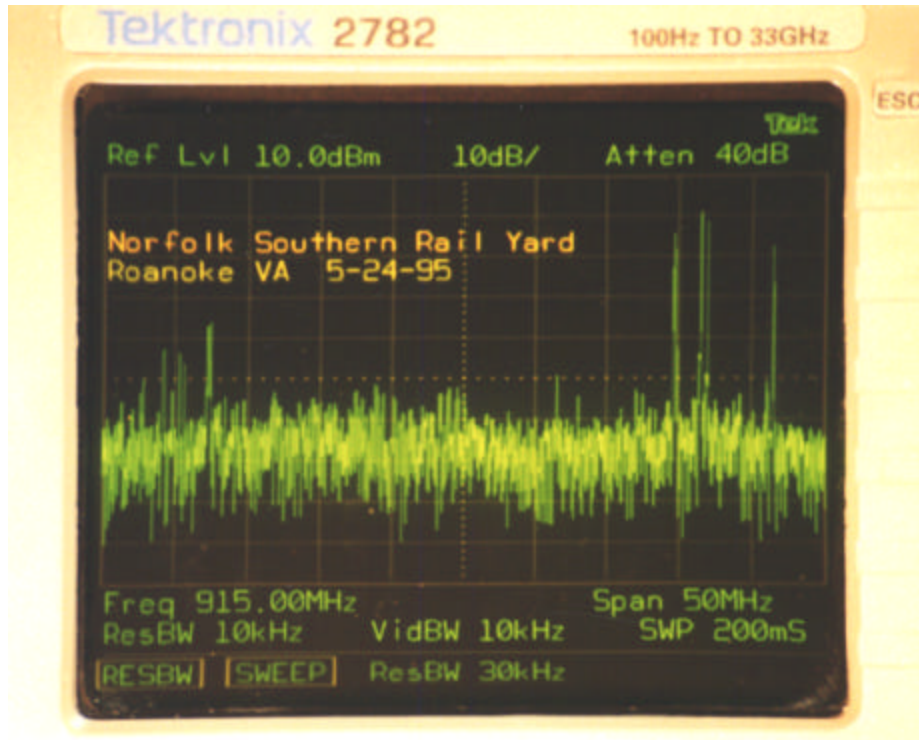 Tektronix 2782 100Hz TO 33GHz
ESC
Tek
Ref Lvl 10.0dBm 10dB/ Atten 40dB
Norfolk Southern Rail Yard
Roanoke VA 5-24-95
Freq 915.00MHz Span 50MHz
ResBW 10kHz VidBW 10kHz SWP 200mS
RESBW SWEEP ResBW 30kHz